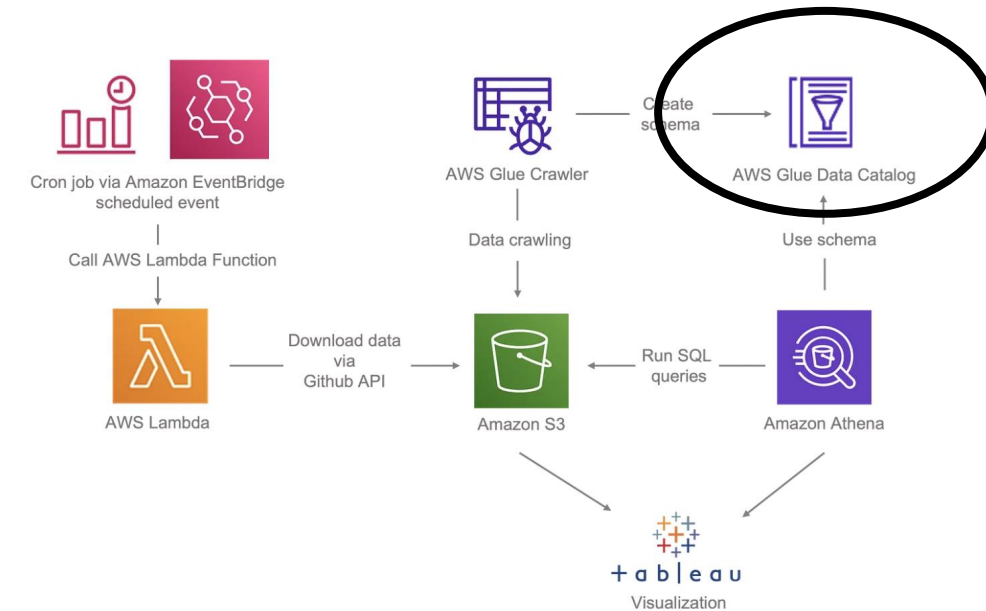 Create
schema
Cron job via Amazon EventBridge
scheduled event
AWS Glue Crawler
AWS Glue Data Catalog
Call AWS Lambda Function
Data crawling
Use schema
Download data
via
Github API
Run SQL
queries
AWS Lambda
Amazon S3
Amazon Athena
+ableau
Visualization